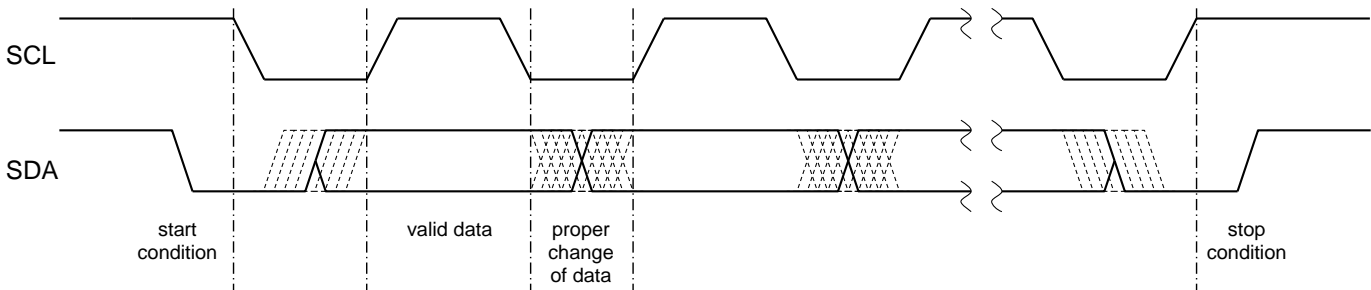 SCL
SDA
start
condition
valid data
proper
change
of data
stop
condition